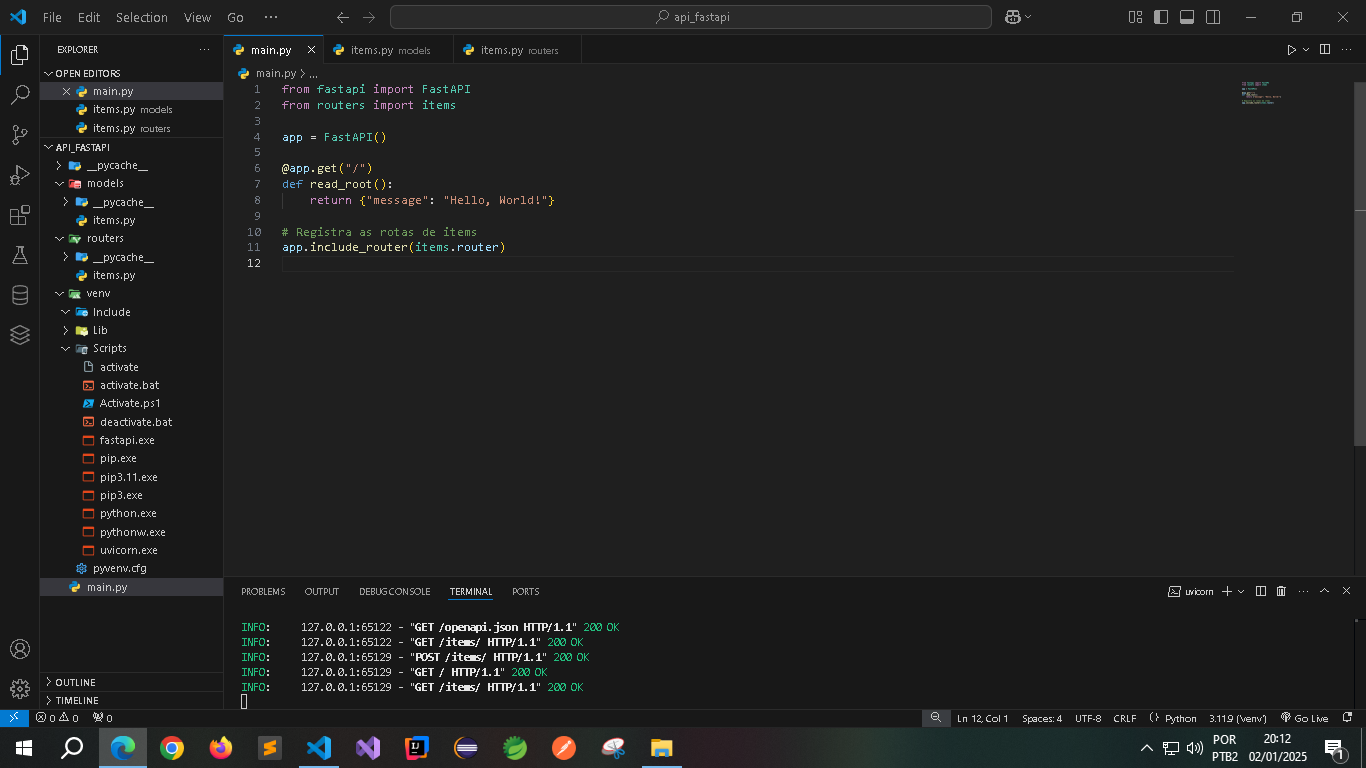 File Edit Selection View Go ···
api_fastapi
EXPLORER ···
OPEN EDITORS
main.py
items.py models
items.py routers
API_FASTAPI
__pycache__
models
__pycache__
items.py
routers
__pycache__
items.py
venv
Include
Lib
Scripts
activate
activate.bat
Activate.ps1
deactivate.bat
fastapi.exe
pip.exe
pip3.11.exe
pip3.exe
python.exe
pythonw.exe
uvicorn.exe
pyvenv.cfg
main.py
OUTLINE
TIMELINE
main.py items.py models items.py routers
main.py > ...
1 from fastapi import FastAPI
2 from routers import items
3
4 app = FastAPI()
5
6 @app.get("/")
7 def read_root():
8 return {"message": "Hello, World!"}
9
10 # Registra as rotas de items
11 app.include_router(items.router)
12
PROBLEMS OUTPUT DEBUG CONSOLE TERMINAL PORTS
uvicorn
INFO: 127.0.0.1:65122 - "GET /openapi.json HTTP/1.1" 200 OK
INFO: 127.0.0.1:65122 - "GET /items/ HTTP/1.1" 200 OK
INFO: 127.0.0.1:65129 - "POST /items/ HTTP/1.1" 200 OK
INFO: 127.0.0.1:65129 - "GET / HTTP/1.1" 200 OK
INFO: 127.0.0.1:65129 - "GET /items/ HTTP/1.1" 200 OK
0 0 0 Ln 12, Col 1 Spaces: 4 UTF-8 CRLF Python 3.11.9 ('venv') Go Live
POR
PTB2
20:12
02/01/2025
1